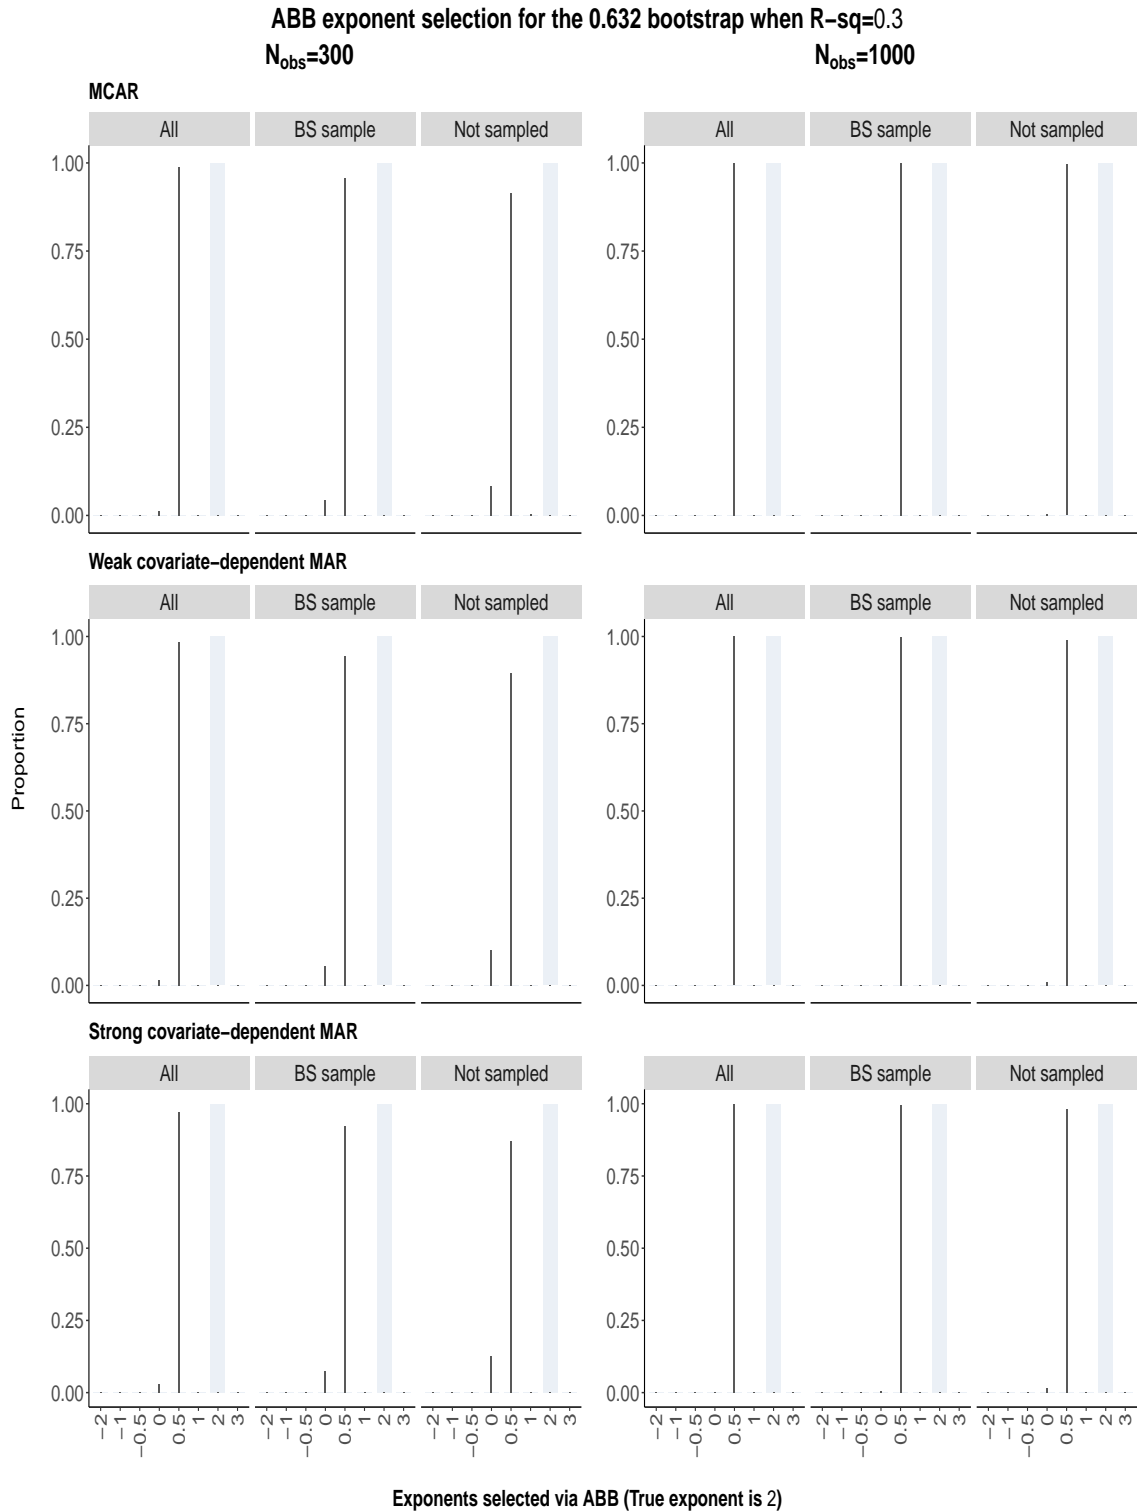 ABB exponent selection for the 0.632 bootstrap when R−sq=0.3
Nobs=300 Nobs=1000
MCAR
All BS sample Not sampled All BS sample Not sampled
1.00 1.00
0.75 0.75
0.50 0.50
0.25 0.25
0.00 0.00
Weak covariate−dependent MAR
All BS sample Not sampled All BS sample Not sampled
1.00 1.00
0.75 0.75
Proportion
0.50 0.50
0.25 0.25
0.00 0.00
Strong covariate−dependent MAR
All BS sample Not sampled All BS sample Not sampled
1.00 1.00
0.75 0.75
0.50 0.50
0.25 0.25
0.00 0.00
−2 −1 −0.5 0 0.5 1 2 3 −2 −1 −0.5 0 0.5 1 2 3 −2 −1 −0.5 0 0.5 1 2 3 −2 −1 −0.5 0 0.5 1 2 3 −2 −1 −0.5 0 0.5 1 2 3 −2 −1 −0.5 0 0.5 1 2 3
Exponents selected via ABB (True exponent is 2)